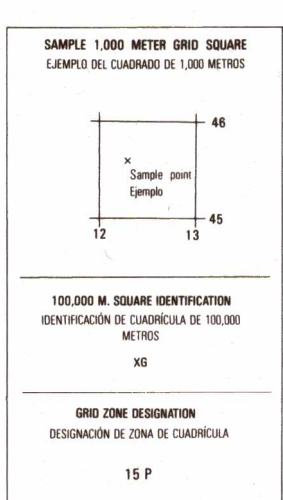 SAMPLE 1,000 METER GRID SQUARE
EJEMPLO DEL CUADRADO DE 1,000 METROS
46
×
Sample point
Ejemplo
45
12 13
100,000 M. SQUARE IDENTIFICATION
IDENTIFICACIÓN DE CUADRÍCULA DE 100,000
METROS
XG
GRID ZONE DESIGNATION
DESIGNACIÓN DE ZONA DE CUADRÍCULA
15 P